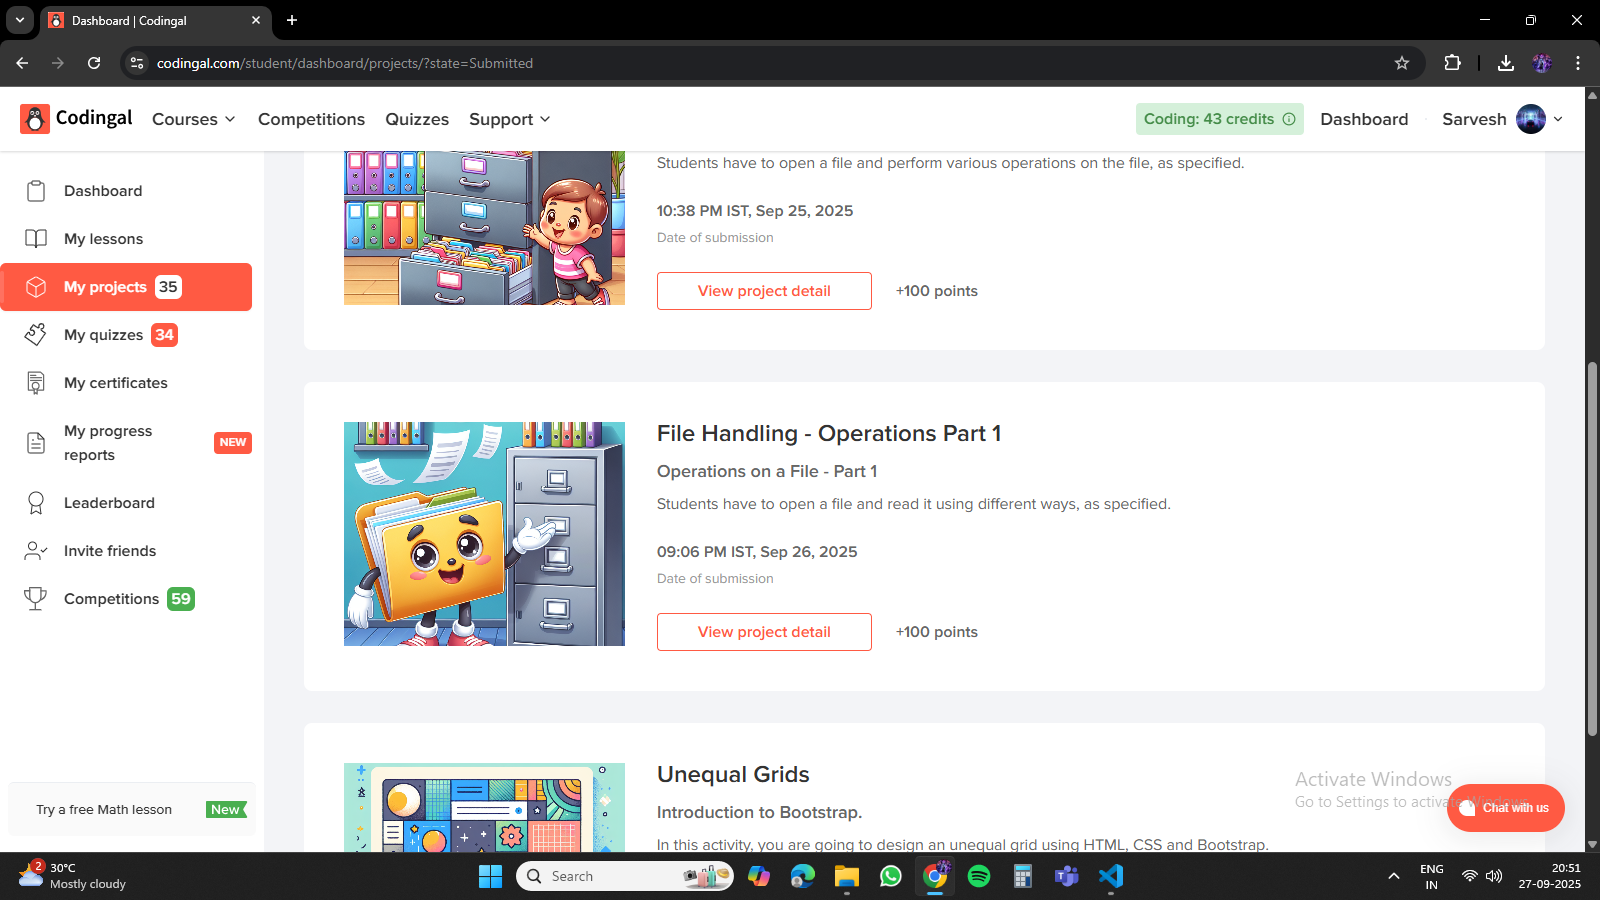 Dashboard | Codingal
codingal.com/student/dashboard/projects/?state=Submitted
Codingal
Courses
Competitions
Quizzes
Support
Coding: 43 credits
Dashboard
Sarvesh
Dashboard
My lessons
My projects 35
My quizzes 34
My certificates
My progress
reports
NEW
Leaderboard
Invite friends
Competitions 59
Try a free Math lesson
New
Students have to open a file and perform various operations on the file, as specified.
10:38 PM IST, Sep 25, 2025
Date of submission
View project detail
+100 points
File Handling - Operations Part 1
Operations on a File - Part 1
Students have to open a file and read it using different ways, as specified.
09:06 PM IST, Sep 26, 2025
Date of submission
View project detail
+100 points
Unequal Grids
Introduction to Bootstrap.
In this activity, you are going to design an unequal grid using HTML, CSS and Bootstrap.
Activate Windows
Go to Settings to activate Windows.
Chat with us
2
30°C
Mostly cloudy
Search
ENG
IN
20:51
27-09-2025